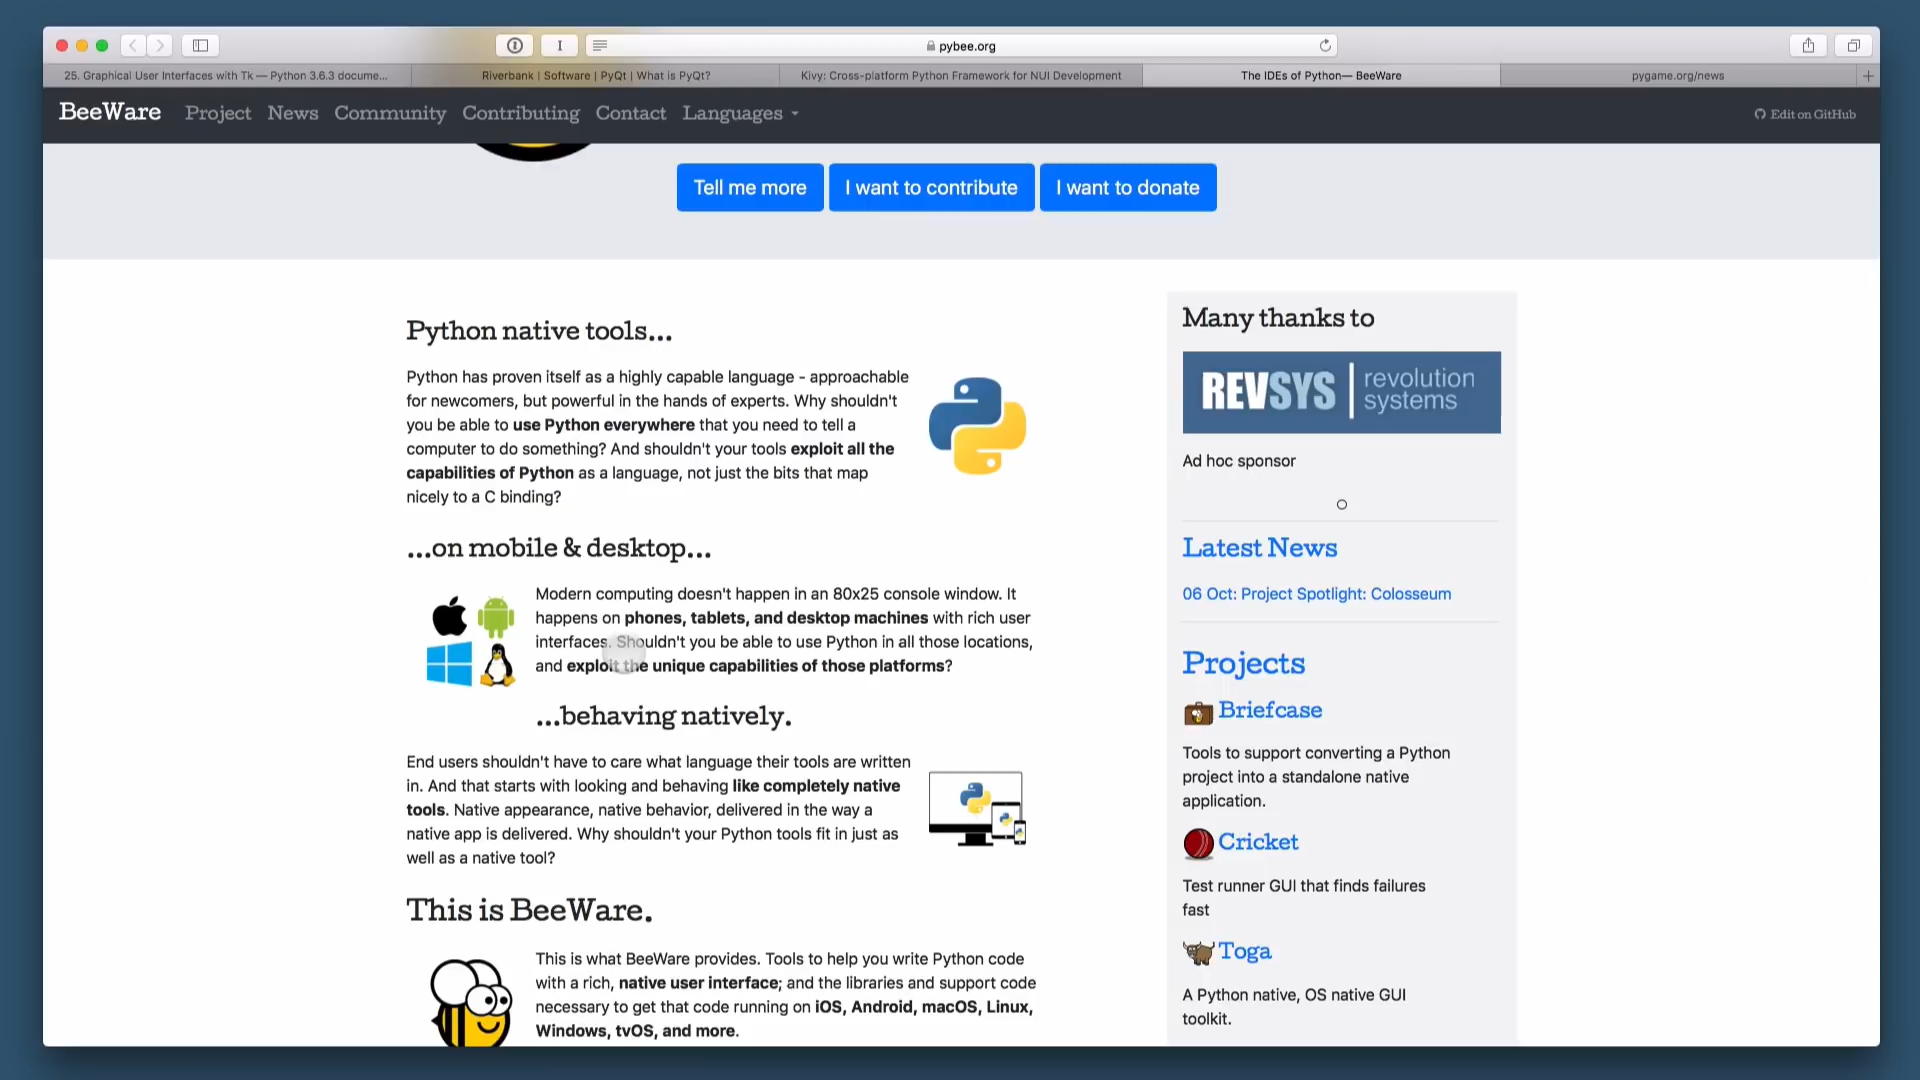 pybee.org
25. Graphical User Interfaces with Tk — Python 3.6.3 docume...
Riverbank | Software | PyQt | What is PyQt?
Kivy: Cross-platform Python Framework for NUI Development
The IDEs of Python— BeeWare
pygame.org/news
BeeWare
Project
News
Community
Contributing
Contact
Languages
Edit on GitHub
Tell me more
I want to contribute
I want to donate
Python native tools...
Python has proven itself as a highly capable language - approachable
for newcomers, but powerful in the hands of experts. Why shouldn't
you be able to use Python everywhere that you need to tell a
computer to do something? And shouldn't your tools exploit all the
capabilities of Python as a language, not just the bits that map
nicely to a C binding?
...on mobile & desktop...
Modern computing doesn't happen in an 80x25 console window. It
happens on phones, tablets, and desktop machines with rich user
interfaces. Shouldn't you be able to use Python in all those locations,
and exploit the unique capabilities of those platforms?
...behaving natively.
End users shouldn't have to care what language their tools are written
in. And that starts with looking and behaving like completely native
tools. Native appearance, native behavior, delivered in the way a
native app is delivered. Why shouldn't your Python tools fit in just as
well as a native tool?
This is BeeWare.
This is what BeeWare provides. Tools to help you write Python code
with a rich, native user interface; and the libraries and support code
necessary to get that code running on iOS, Android, macOS, Linux,
Windows, tvOS, and more.
Many thanks to
REVSYS
revolution
systems
Ad hoc sponsor
Latest News
06 Oct: Project Spotlight: Colosseum
Projects
Briefcase
Tools to support converting a Python
project into a standalone native
application.
Cricket
Test runner GUI that finds failures
fast
Toga
A Python native, OS native GUI
toolkit.